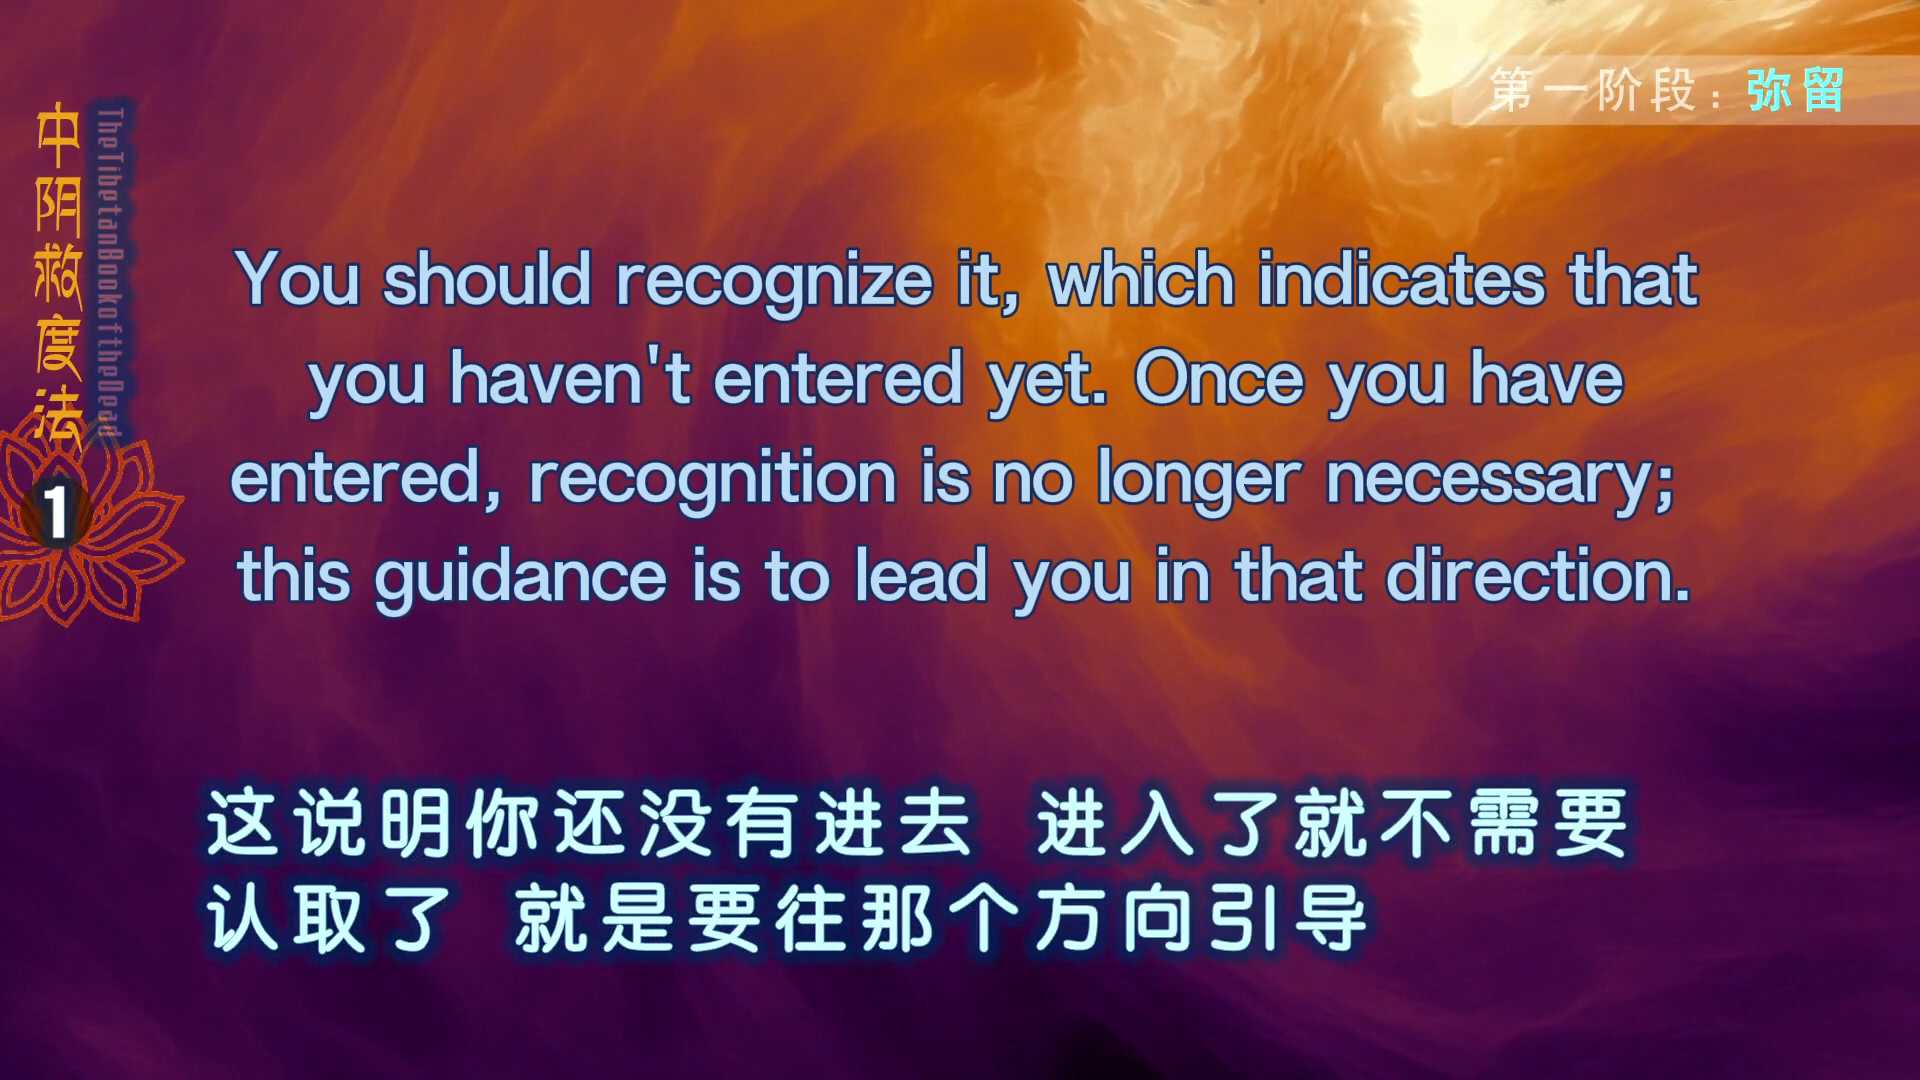 第一阶段：弥留
中阴救度法
TheTibetanBookoftheDead
1
You should recognize it, which indicates that
you haven't entered yet. Once you have
entered, recognition is no longer necessary;
this guidance is to lead you in that direction.
这说明你还没有进去 进入了就不需要
认取了 就是要往那个方向引导